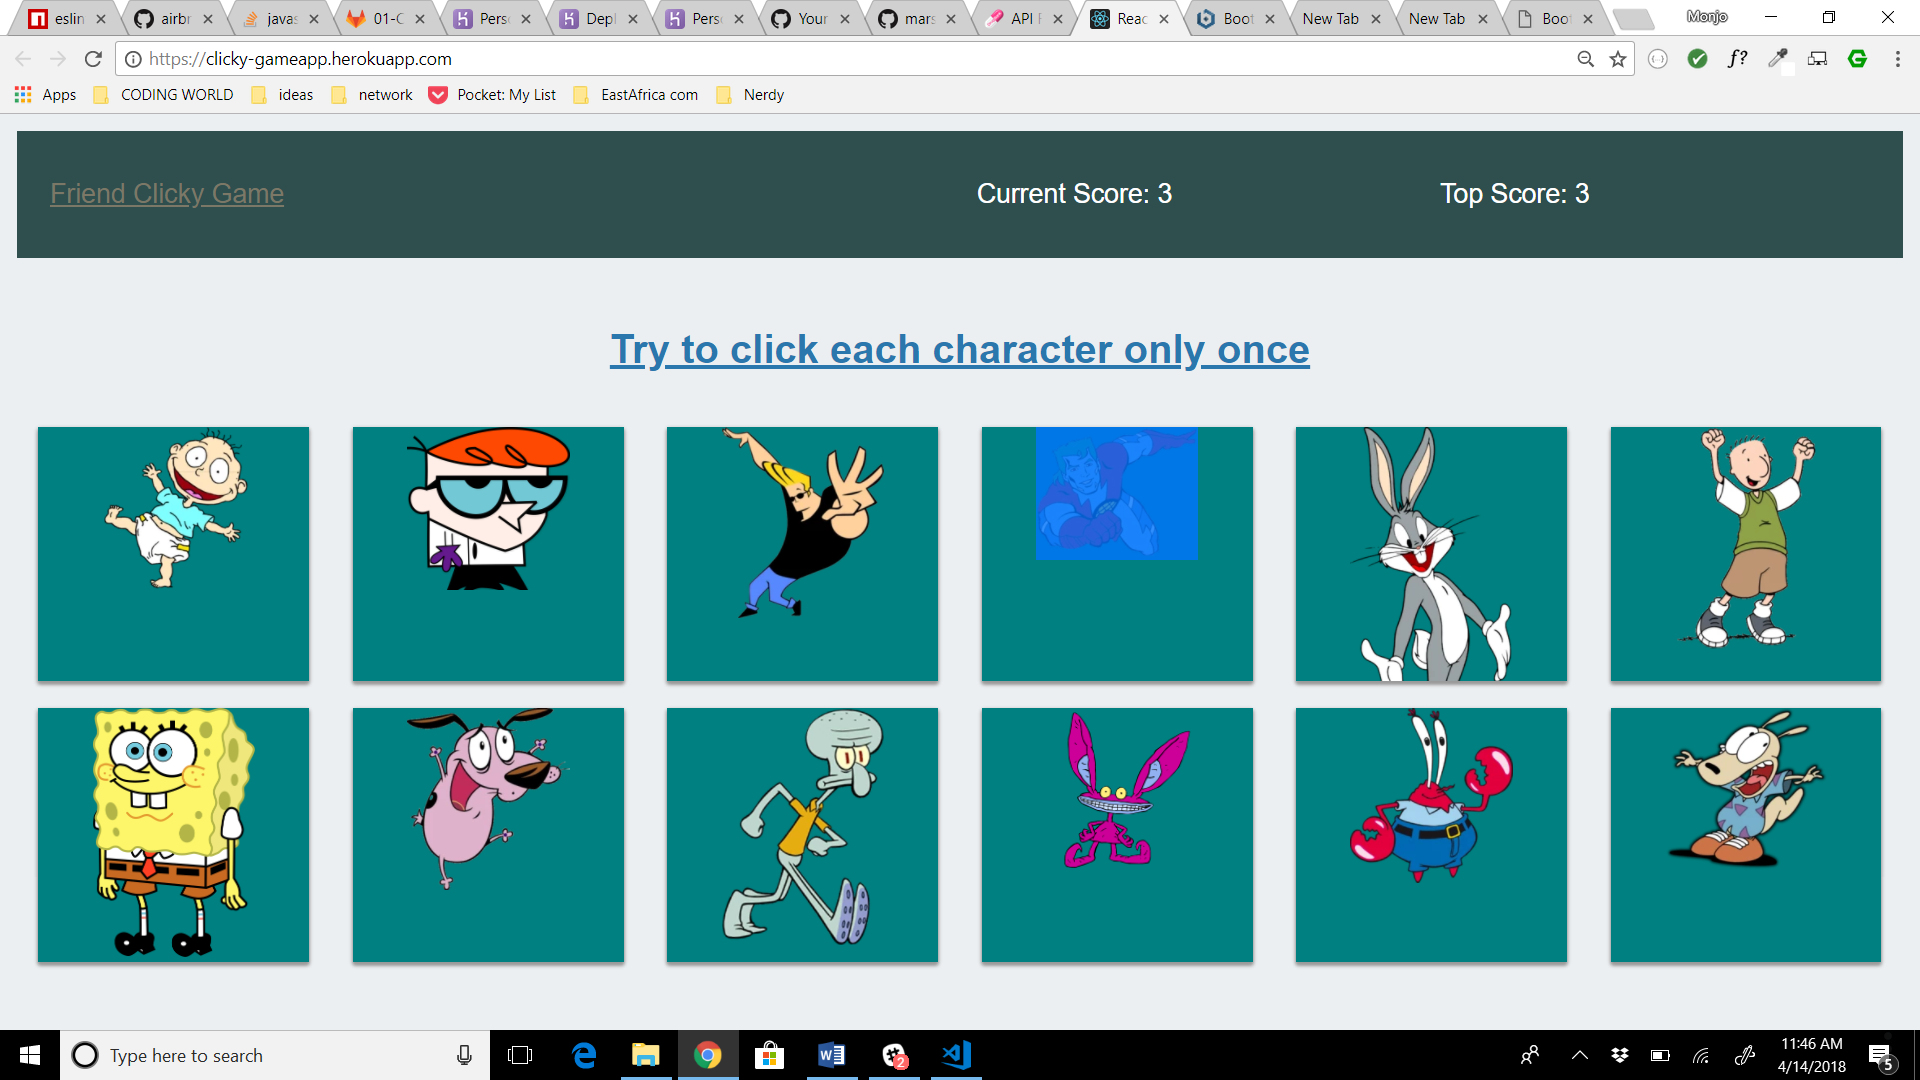 eslin airbr javas 01-C Pers Depl Pers Your mars API F Reac Boot New Tab New Tab Boot Monjo
https://clicky-gameapp.herokuapp.com f?
Apps CODING WORLD ideas network Pocket: My List EastAfrica com Nerdy
Friend Clicky Game Current Score: 3 Top Score: 3
Try to click each character only once
Type here to search 2 11:46 AM
4/14/2018 5